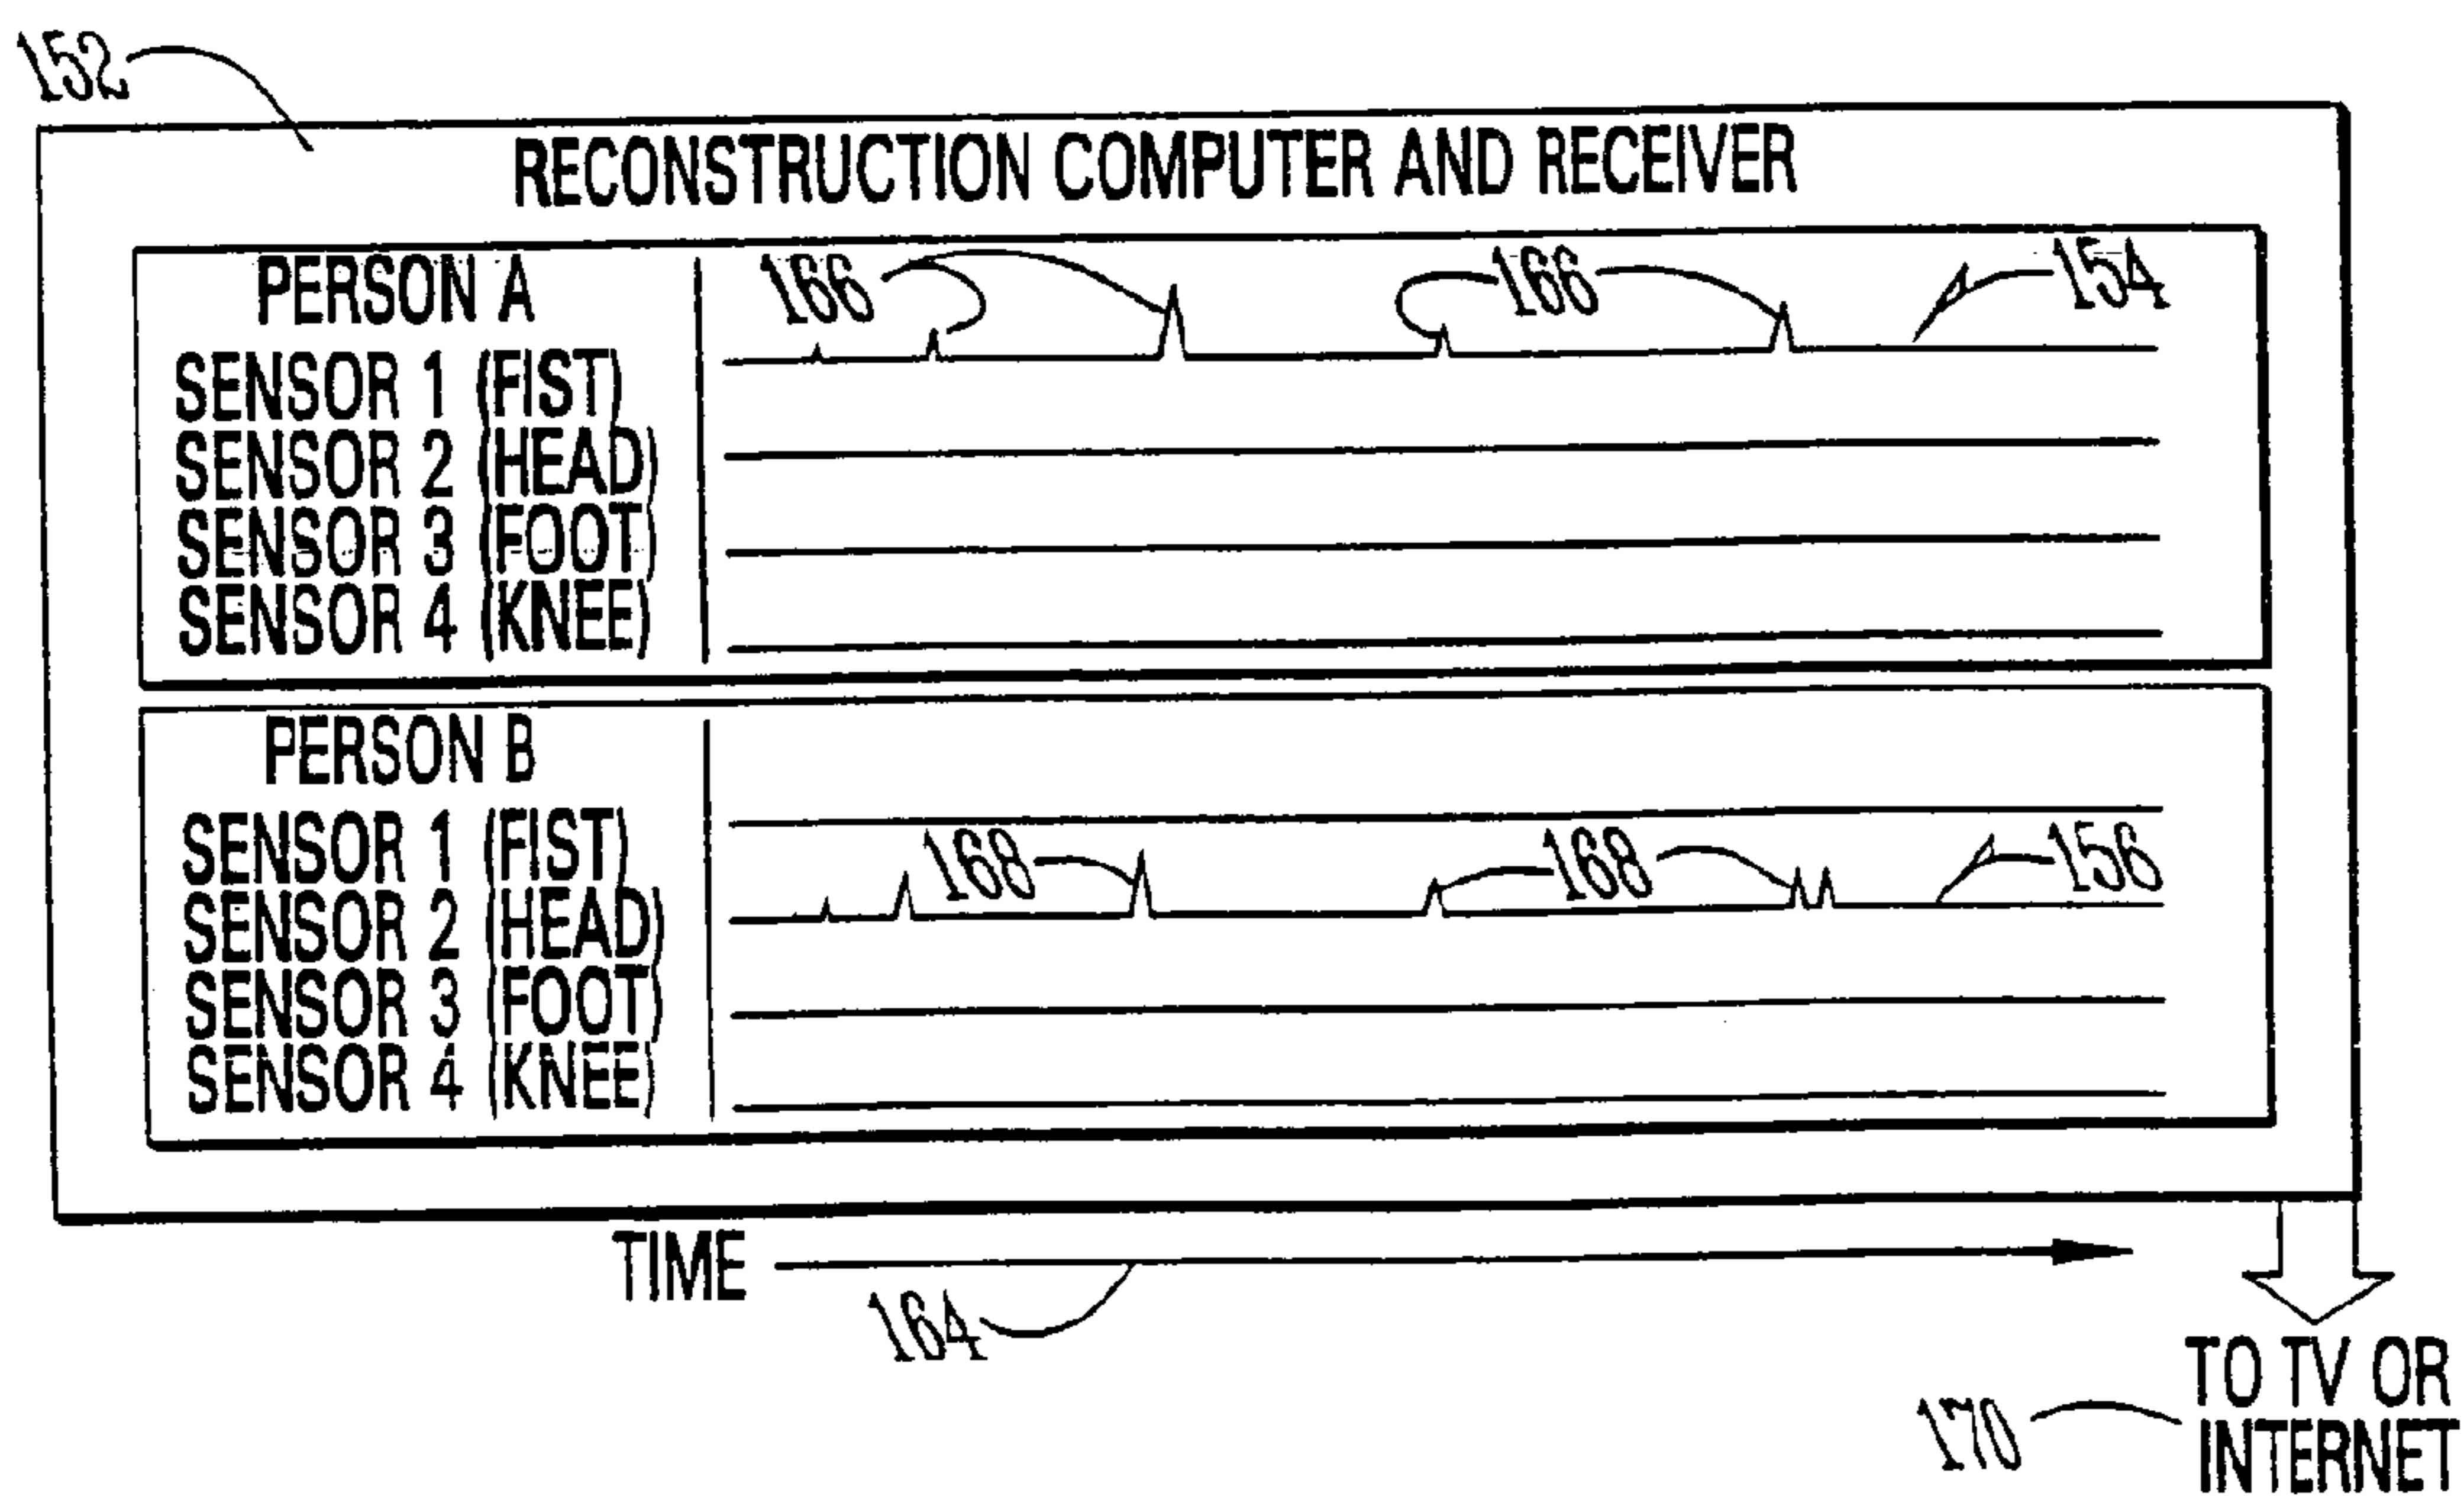 152
RECONSTRUCTION COMPUTER AND RECEIVER
PERSON A
166
166
154
SENSOR 1 (FIST)
SENSOR 2 (HEAD)
SENSOR 3 (FOOT)
SENSOR 4 (KNEE)
PERSON B
SENSOR 1 (FIST)
168
168
156
SENSOR 2 (HEAD)
SENSOR 3 (FOOT)
SENSOR 4 (KNEE)
TIME
164
TO TV OR
INTERNET
170